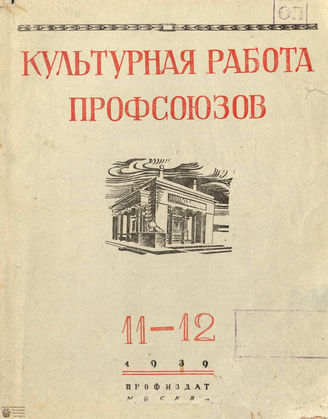 ОП
КУЛЬТУРНАЯ РАБОТА
ПРОФСОЮЗОВ
11—12
1939
ПРОФИЗДАТ
МОСКВА